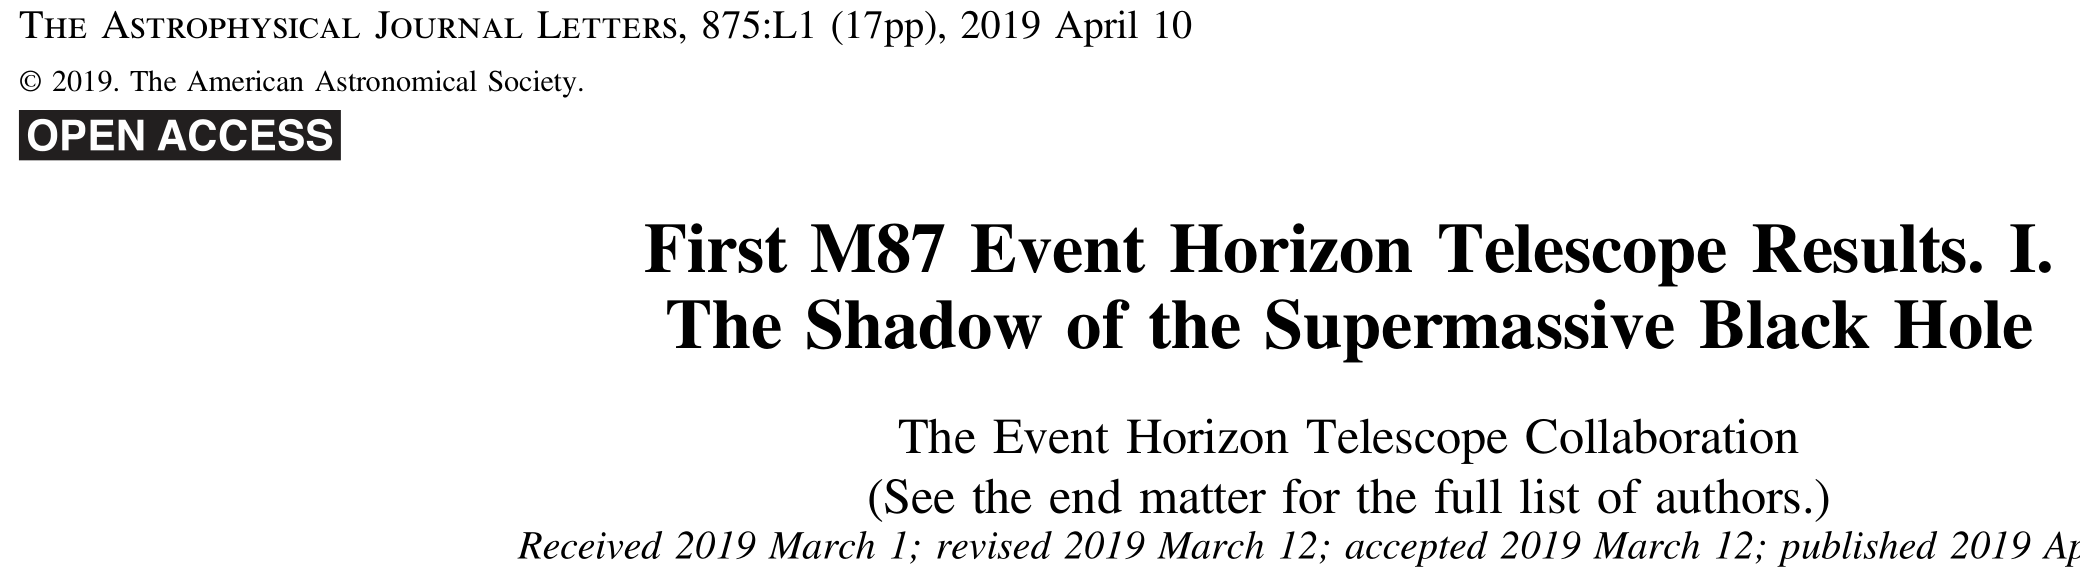 The Astrophysical Journal Letters, 875:L1 (17pp), 2019 April 10
© 2019. The American Astronomical Society.
OPEN ACCESS
First M87 Event Horizon Telescope Results. I.
The Shadow of the Supermassive Black Hole
The Event Horizon Telescope Collaboration
(See the end matter for the full list of authors.)
Received 2019 March 1; revised 2019 March 12; accepted 2019 March 12; published 2019